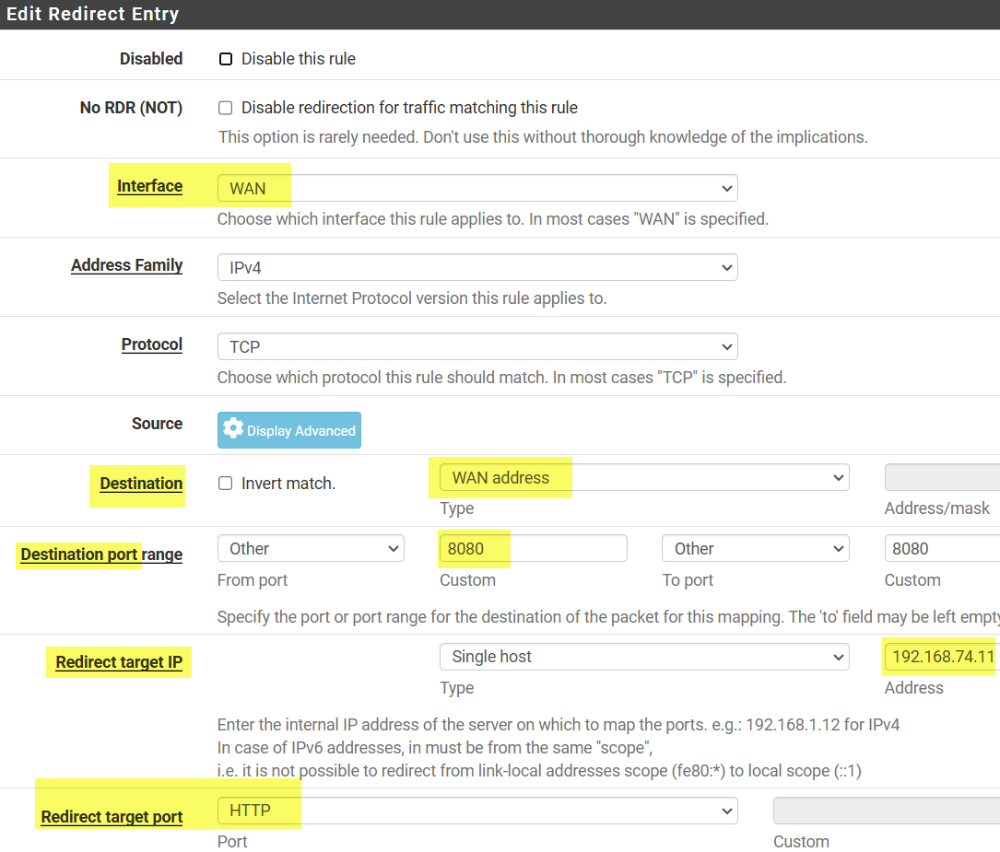 Edit Redirect Entry
Disabled Disable this rule
No RDR (NOT) Disable redirection for traffic matching this rule
This option is rarely needed. Don't use this without thorough knowledge of the implications.
Interface WAN
Choose which interface this rule applies to. In most cases "WAN" is specified.
Address Family IPv4
Select the Internet Protocol version this rule applies to.
Protocol TCP
Choose which protocol this rule should match. In most cases "TCP" is specified.
Source Display Advanced
Destination Invert match. WAN address
Type Address/mask
Destination port range Other 8080 Other 8080
From port Custom To port Custom
Specify the port or port range for the destination of the packet for this mapping. The 'to' field may be left empty
Redirect target IP Single host 192.168.74.11
Type Address
Enter the internal IP address of the server on which to map the ports. e.g.: 192.168.1.12 for IPv4
In case of IPv6 addresses, in must be from the same "scope",
i.e. it is not possible to redirect from link-local addresses scope (fe80:*) to local scope (::1)
Redirect target port HTTP
Port Custom